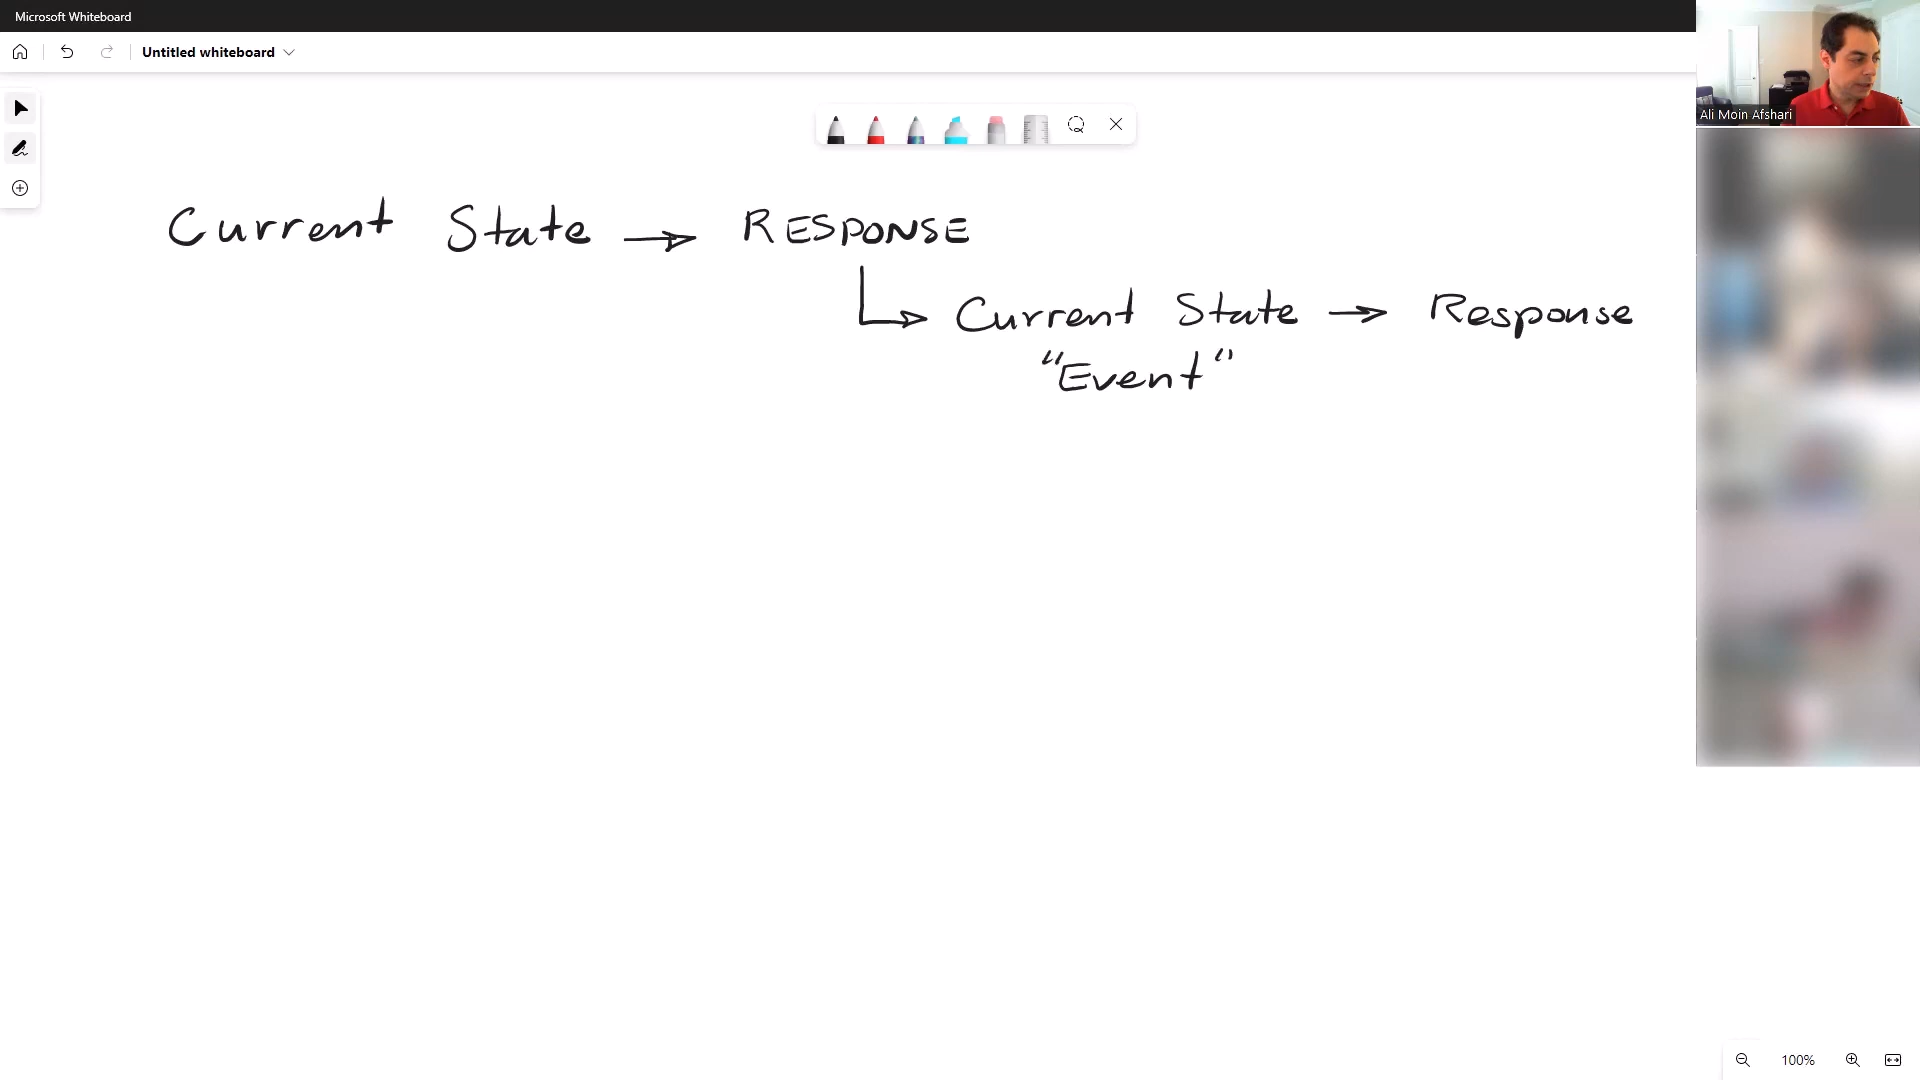 Microsoft Whiteboard
Untitled whiteboard
Ali Moin Afshari
Current State → RESPONSE
Current State → Response
"Event"
100%